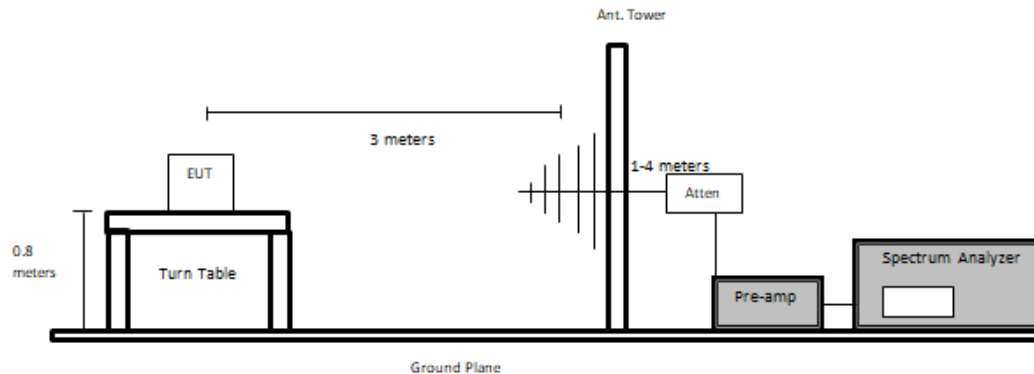 Ant. Tower
3 meters
1-4 meters
EUT
Atten
0.8
meters
Turn Table
Spectrum Analyzer
Pre-amp
Ground Plane